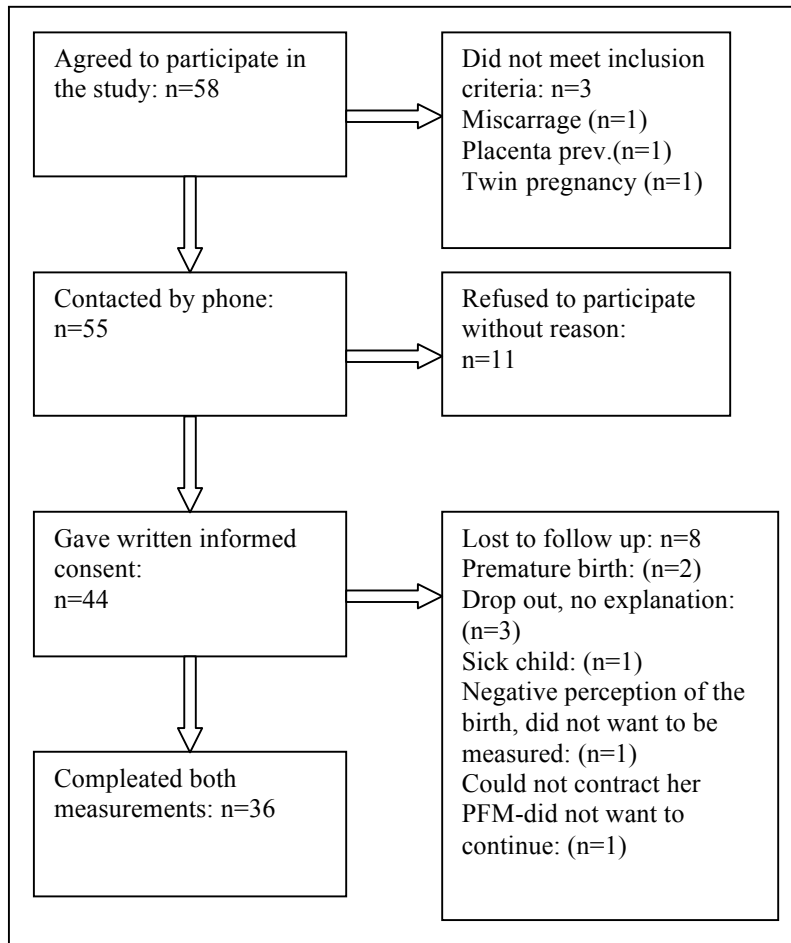 Agreed to participate in
the study: n=58
Did not meet inclusion
criteria: n=3
Miscarrage (n=1)
Placenta prev.(n=1)
Twin pregnancy (n=1)
Contacted by phone:
n=55
Refused to participate
without reason:
n=11
Gave written informed
consent:
n=44
Lost to follow up: n=8
Premature birth: (n=2)
Drop out, no explanation:
(n=3)
Sick child: (n=1)
Negative perception of the
birth, did not want to be
measured: (n=1)
Could not contract her
PFM-did not want to
continue: (n=1)
Compleated both
measurements: n=36